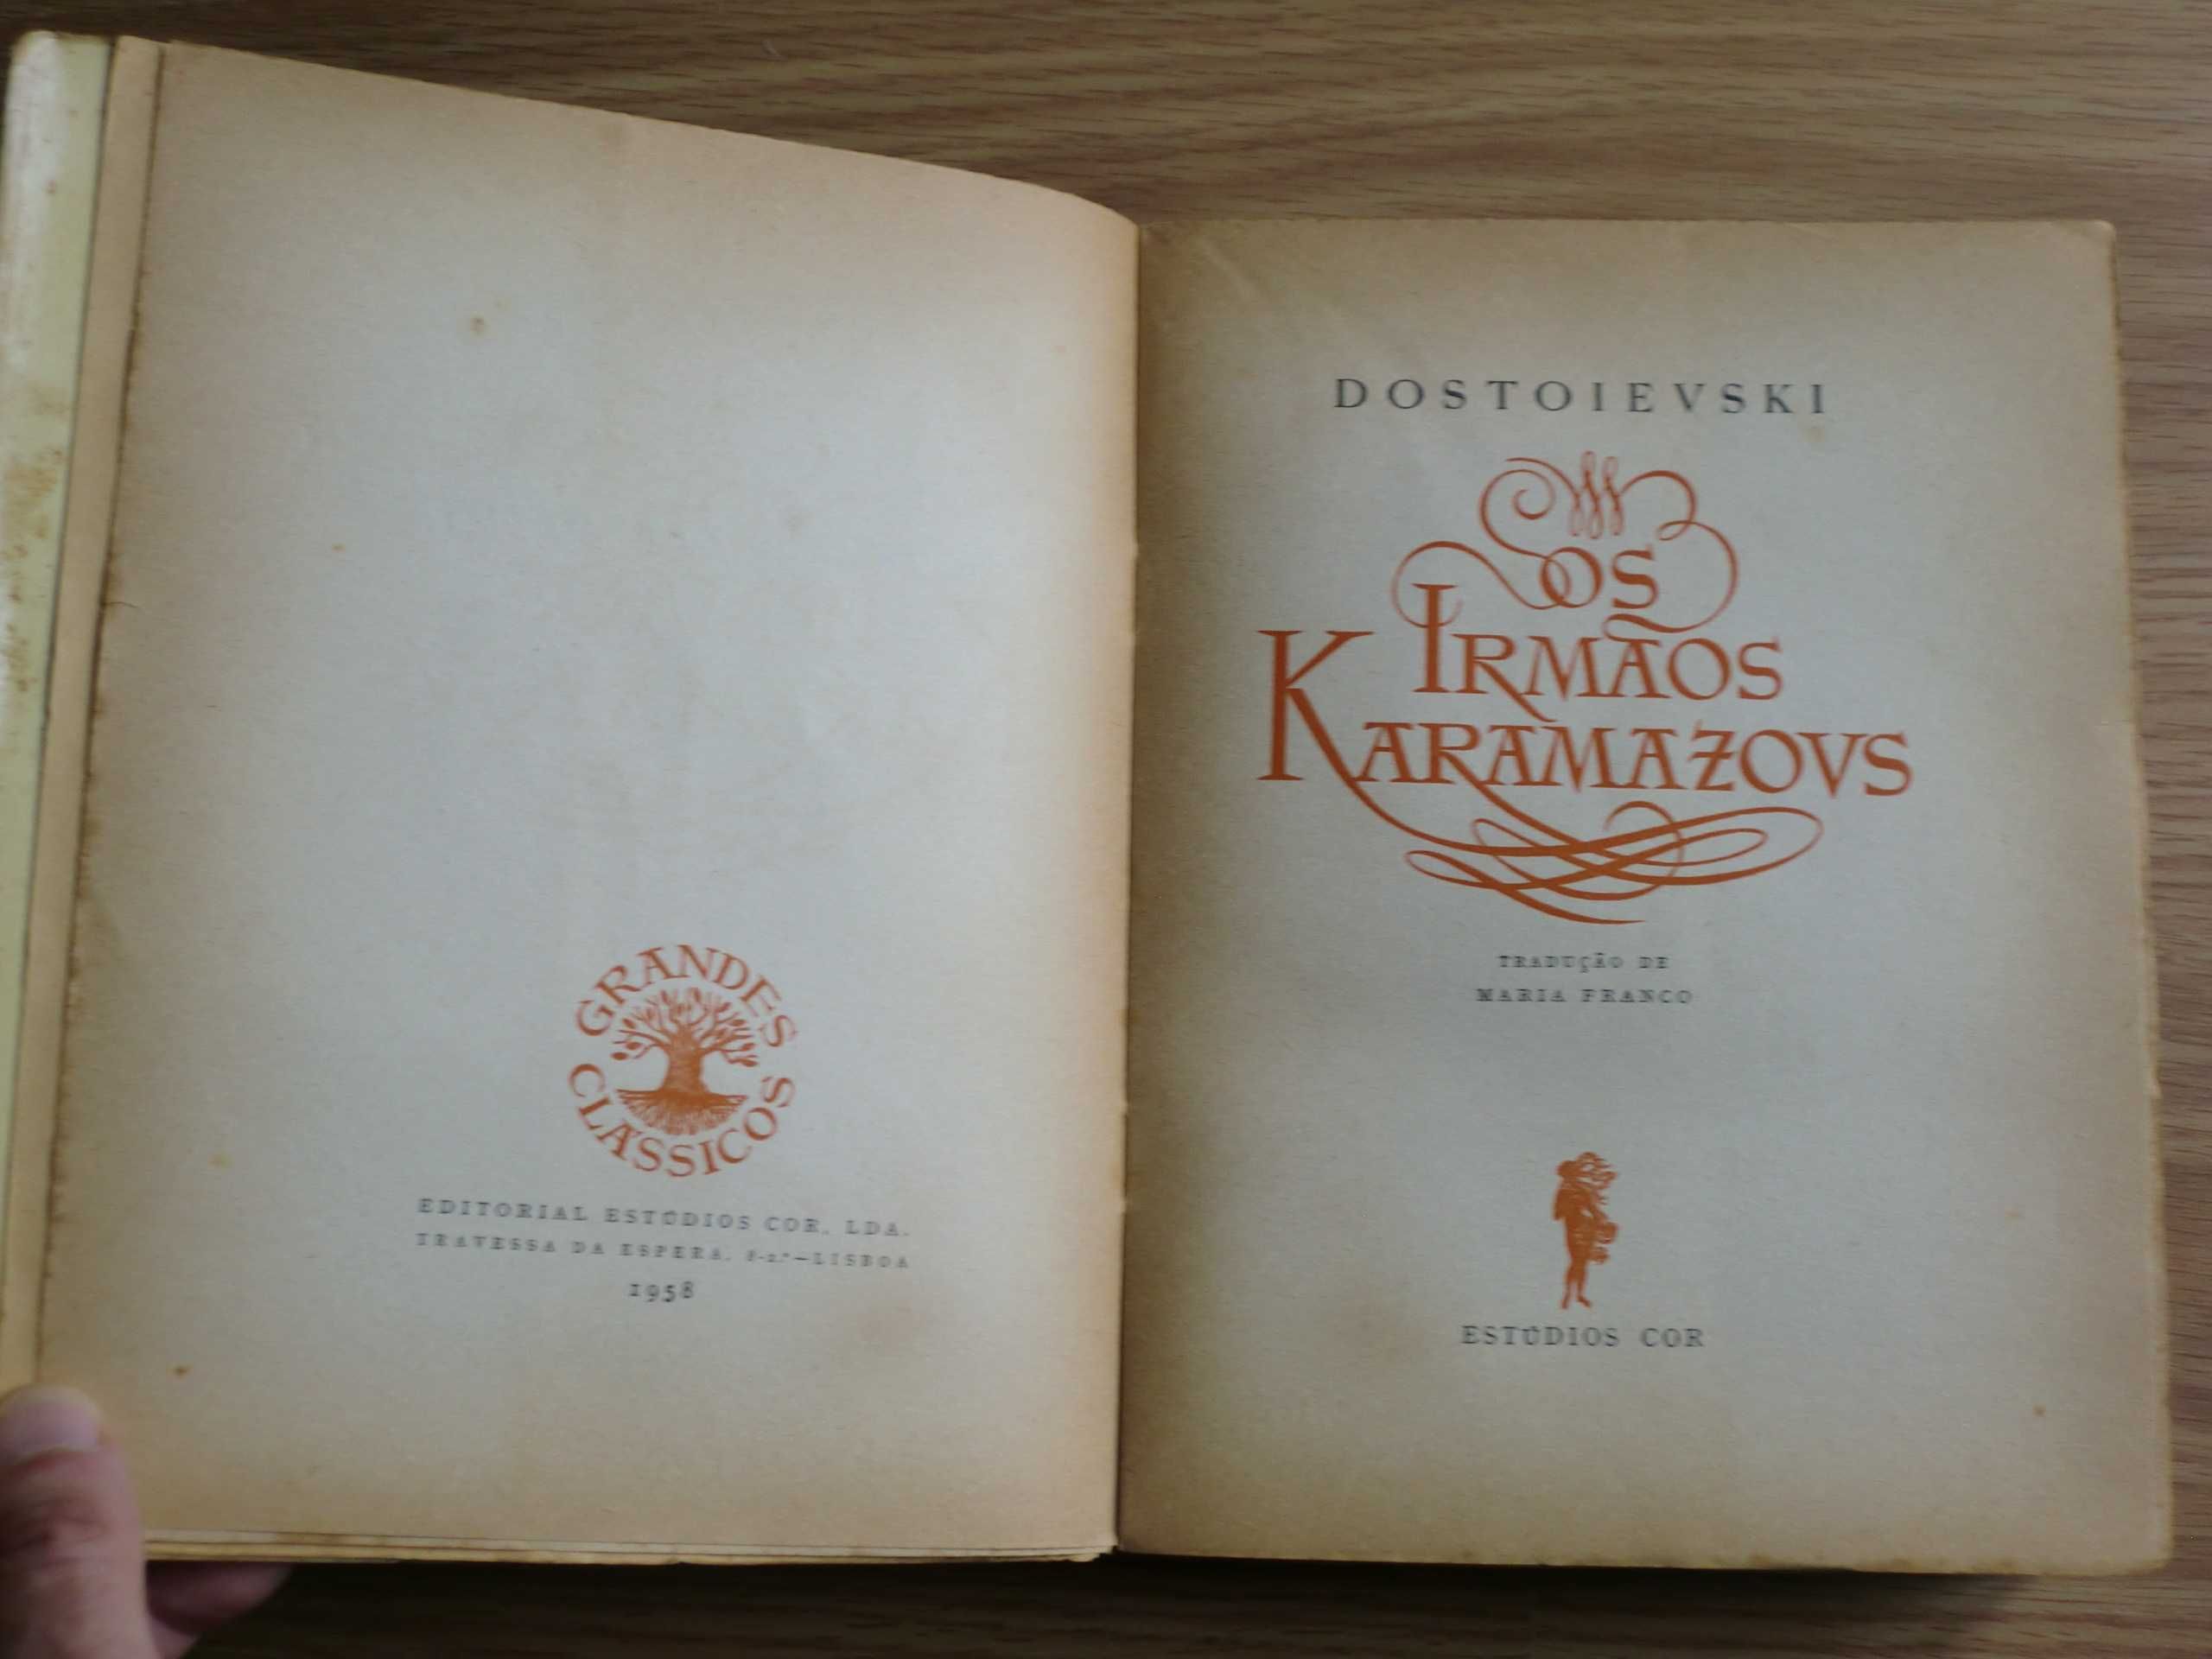 GRANDES
CLÁSSICOS
EDITORIAL ESTÚDIOS COR, LDA.
TRAVESSA DA ESPERA, 8-2.º—LISBOA
1958
DOSTOIEVSKI
OS
IRMÃOS
KARAMAZOVS
TRADUÇÃO DE
MARIA FRANCO
ESTÚDIOS COR